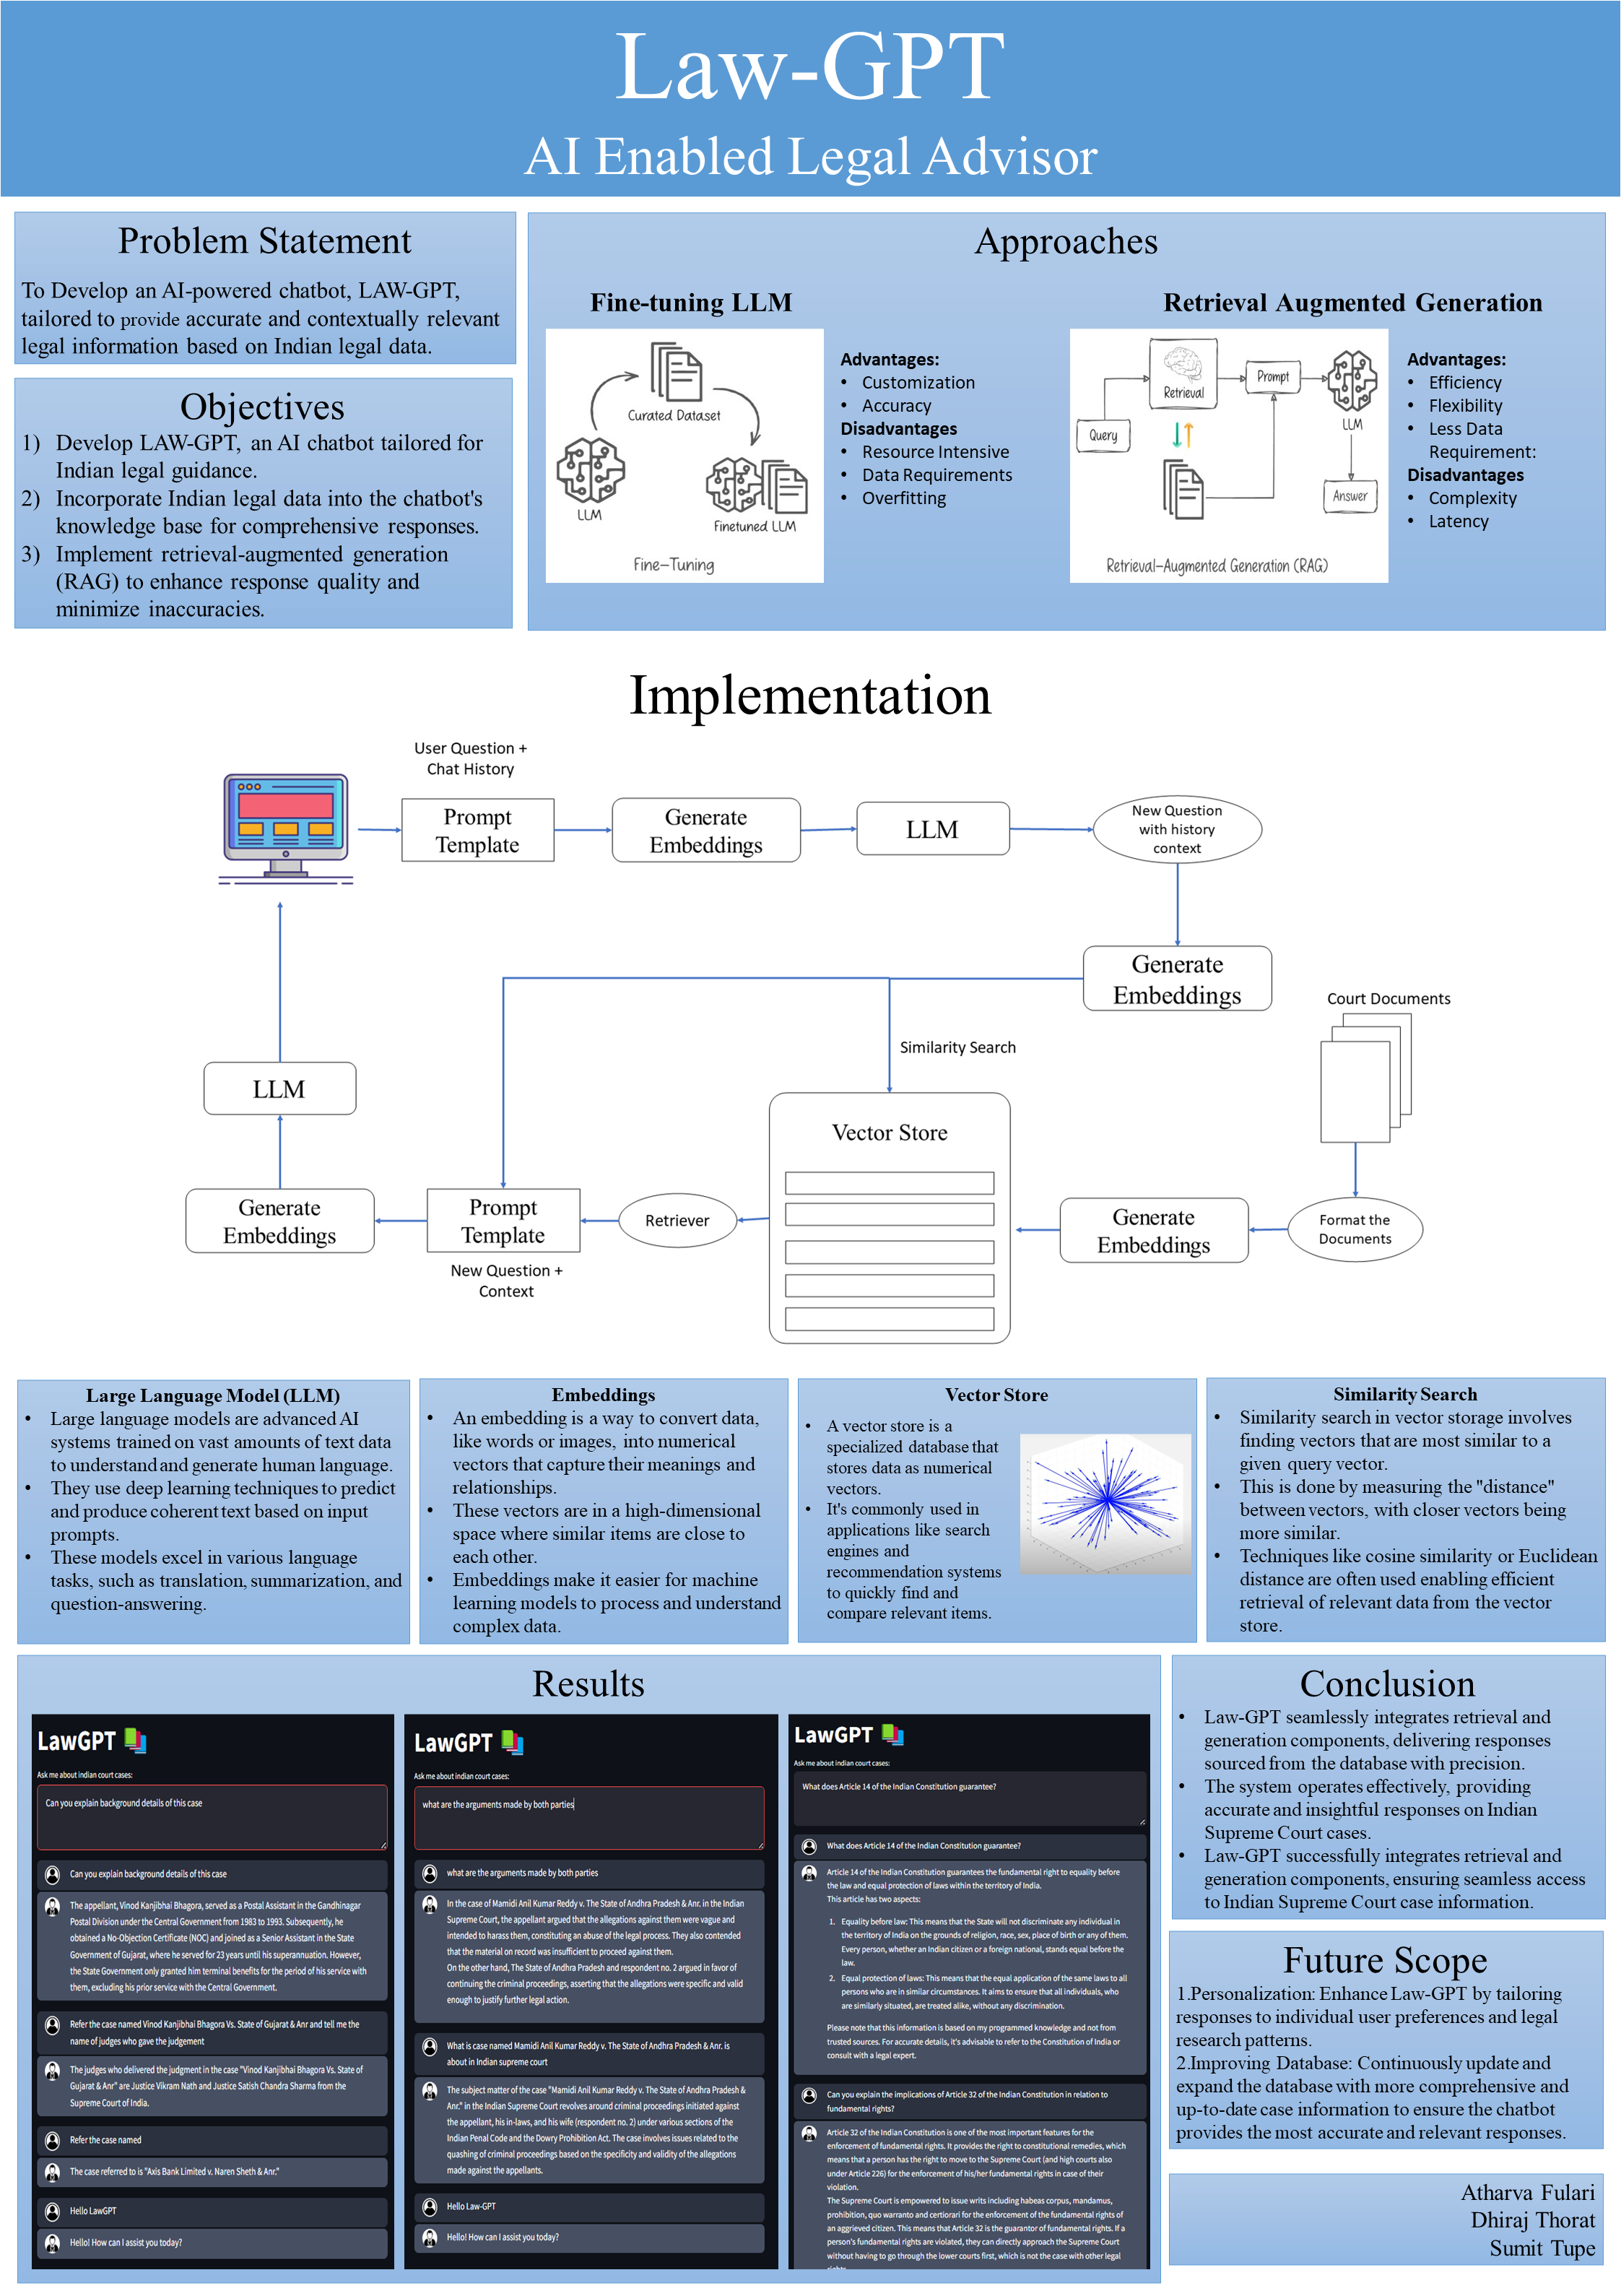 Law-GPT
AI Enabled Legal Advisor
Problem Statement
To Develop an AI-powered chatbot, LAW-GPT,
tailored to provide accurate and contextually relevant
legal information based on Indian legal data.
Objectives
1) Develop LAW-GPT, an AI chatbot tailored for
Indian legal guidance.
2) Incorporate Indian legal data into the chatbot's
knowledge base for comprehensive responses.
3) Implement retrieval-augmented generation
(RAG) to enhance response quality and
minimize inaccuracies.
Approaches
Fine-tuning LLM
Curated Dataset
LLM
Finetuned LLM
Fine-Tuning
Advantages:
• Customization
• Accuracy
Disadvantages
• Resource Intensive
• Data Requirements
• Overfitting
Retrieval Augmented Generation
Retrieval
Prompt
LLM
Query
Answer
Retrieval-Augmented Generation (RAG)
Advantages:
• Efficiency
• Flexibility
• Less Data
Requirement:
Disadvantages
• Complexity
• Latency
Implementation
User Question +
Chat History
Prompt
Template
Generate
Embeddings
LLM
New Question
with history
context
Generate
Embeddings
Court Documents
Similarity Search
LLM
Vector Store
Generate
Embeddings
Prompt
Template
Retriever
Generate
Embeddings
Format the
Documents
New Question +
Context
Large Language Model (LLM)
• Large language models are advanced AI
systems trained on vast amounts of text data
to understand and generate human language.
• They use deep learning techniques to predict
and produce coherent text based on input
prompts.
• These models excel in various language
tasks, such as translation, summarization, and
question-answering.
Embeddings
• An embedding is a way to convert data,
like words or images, into numerical
vectors that capture their meanings and
relationships.
• These vectors are in a high-dimensional
space where similar items are close to
each other.
• Embeddings make it easier for machine
learning models to process and understand
complex data.
Vector Store
• A vector store is a
specialized database that
stores data as numerical
vectors.
• It's commonly used in
applications like search
engines and
recommendation systems
to quickly find and
compare relevant items.
Similarity Search
• Similarity search in vector storage involves
finding vectors that are most similar to a
given query vector.
• This is done by measuring the "distance"
between vectors, with closer vectors being
more similar.
• Techniques like cosine similarity or Euclidean
distance are often used enabling efficient
retrieval of relevant data from the vector
store.
Results
LawGPT
Ask me about indian court cases:
Can you explain background details of this case
Can you explain background details of this case
The appellant, Vinod Kanjibhai Bhagora, served as a Postal Assistant in the Gandhinagar
Postal Division under the Central Government from 1983 to 1993. Subsequently, he
obtained a No-Objection Certificate (NOC) and joined as a Senior Assistant in the State
Government of Gujarat, where he served for 23 years until his superannuation. However,
the State Government only granted him terminal benefits for the period of his service with
them, excluding his prior service with the Central Government.
Refer the case named Vinod Kanjibhai Bhagora Vs. State of Gujarat & Anr and tell me the
name of judges who gave the judgement
The judges who delivered the judgment in the case "Vinod Kanjibhai Bhagora Vs. State of
Gujarat & Anr" are Justice Vikram Nath and Justice Satish Chandra Sharma from the
Supreme Court of India.
Refer the case named
The case referred to is "Axis Bank Limited v. Naren Sheth & Anr."
Hello LawGPT
Hello! How can I assist you today?
LawGPT
Ask me about indian court cases:
what are the arguments made by both parties
what are the arguments made by both parties
In the case of Mamidi Anil Kumar Reddy v. The State of Andhra Pradesh & Anr. in the Indian
Supreme Court, the appellant argued that the allegations against them were vague and
intended to harass them, constituting an abuse of the legal process. They also contended
that the material on record was insufficient to proceed against them.
On the other hand, The State of Andhra Pradesh and respondent no. 2 argued in favor of
continuing the criminal proceedings, asserting that the allegations were specific and valid
enough to justify further legal action.
What is case named Mamidi Anil Kumar Reddy v. The State of Andhra Pradesh & Anr. is
about in Indian supreme court
The subject matter of the case "Mamidi Anil Kumar Reddy v. The State of Andhra Pradesh &
Anr." in the Indian Supreme Court revolves around criminal proceedings initiated against
the appellant, his in-laws, and his wife (respondent no. 2) under various sections of the
Indian Penal Code and the Dowry Prohibition Act. The case involves issues related to the
quashing of criminal proceedings based on the specificity and validity of the allegations
made against the appellants.
Hello Law-GPT
Hello! How can I assist you today?
LawGPT
Ask me about indian court cases:
What does Article 14 of the Indian Constitution guarantee?
What does Article 14 of the Indian Constitution guarantee?
Article 14 of the Indian Constitution guarantees the fundamental right to equality before
the law and equal protection of laws within the territory of India.
This article has two aspects:
1. Equality before law: This means that the State will not discriminate any individual in
the territory of India on the grounds of religion, race, sex, place of birth or any of them.
Every person, whether an Indian citizen or a foreign national, stands equal before the
law.
2. Equal protection of laws: This means that the equal application of the same laws to all
persons who are in similar circumstances. It aims to ensure that all individuals, who
are similarly situated, are treated alike, without any discrimination.
Please note that this information is based on my programmed knowledge and not from
trusted sources. For accurate details, it's advisable to refer to the Constitution of India or
consult with a legal expert.
Can you explain the implications of Article 32 of the Indian Constitution in relation to
fundamental rights?
Article 32 of the Indian Constitution is one of the most important features for the
enforcement of fundamental rights. It provides the right to constitutional remedies, which
means that a person has the right to move to the Supreme Court (and high courts also
under Article 226) for the enforcement of his/her fundamental rights in case of their
violation.
The Supreme Court is empowered to issue writs including habeas corpus, mandamus,
prohibition, quo warranto and certiorari for the enforcement of the fundamental rights of
an aggrieved citizen. This means that Article 32 is the guarantor of fundamental rights. If a
person's fundamental rights are violated, they can directly approach the Supreme Court
without having to go through the lower courts first, which is not the case with other legal
Conclusion
• Law-GPT seamlessly integrates retrieval and
generation components, delivering responses
sourced from the database with precision.
• The system operates effectively, providing
accurate and insightful responses on Indian
Supreme Court cases.
• Law-GPT successfully integrates retrieval and
generation components, ensuring seamless access
to Indian Supreme Court case information.
Future Scope
1.Personalization: Enhance Law-GPT by tailoring
responses to individual user preferences and legal
research patterns.
2.Improving Database: Continuously update and
expand the database with more comprehensive and
up-to-date case information to ensure the chatbot
provides the most accurate and relevant responses.
Atharva Fulari
Dhiraj Thorat
Sumit Tupe